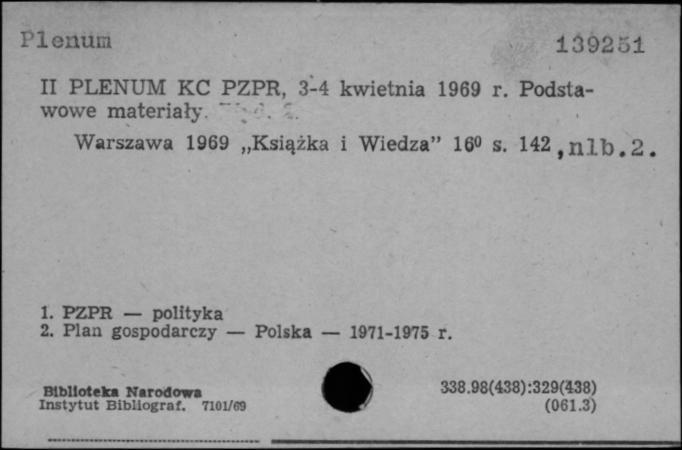 Plenum 139251
II PLENUM KC PZPR, 3-4 kwietnia 1969 r. Podsta-
wowe materiały.
Warszawa 1969 „Książka i Wiedza” 16⁰ s. 142, nlb.2.
1. PZPR — polityka
2. Plan gospodarczy — Polska — 1971-1975 r.
Biblioteka Narodowa 338.98(438):329(438)
Instytut Bibliograf. 7101/69 (061.3)